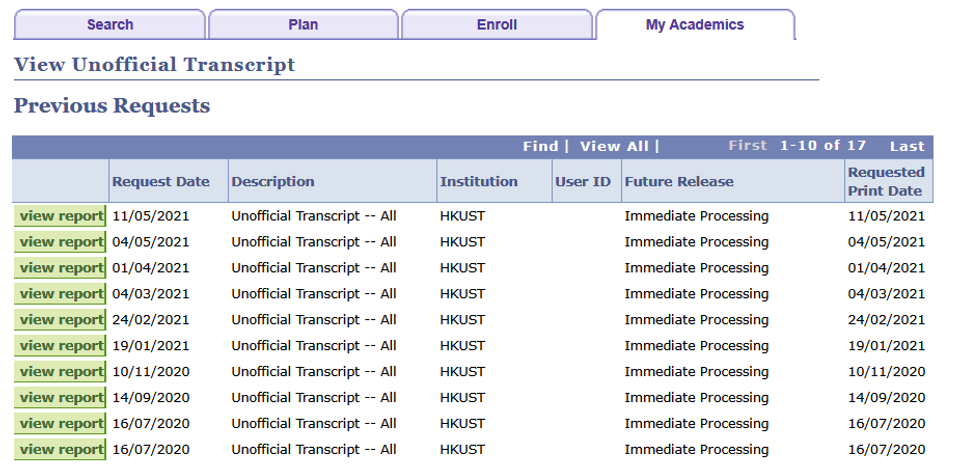 Search Plan Enroll My Academics
View Unofficial Transcript
Previous Requests
Find | View All | First 1-10 of 17 Last
Request Date Description Institution User ID Future Release Requested Print Date
view report 11/05/2021 Unofficial Transcript -- All HKUST Immediate Processing 11/05/2021
view report 04/05/2021 Unofficial Transcript -- All HKUST Immediate Processing 04/05/2021
view report 01/04/2021 Unofficial Transcript -- All HKUST Immediate Processing 01/04/2021
view report 04/03/2021 Unofficial Transcript -- All HKUST Immediate Processing 04/03/2021
view report 24/02/2021 Unofficial Transcript -- All HKUST Immediate Processing 24/02/2021
view report 19/01/2021 Unofficial Transcript -- All HKUST Immediate Processing 19/01/2021
view report 10/11/2020 Unofficial Transcript -- All HKUST Immediate Processing 10/11/2020
view report 14/09/2020 Unofficial Transcript -- All HKUST Immediate Processing 14/09/2020
view report 16/07/2020 Unofficial Transcript -- All HKUST Immediate Processing 16/07/2020
view report 16/07/2020 Unofficial Transcript -- All HKUST Immediate Processing 16/07/2020